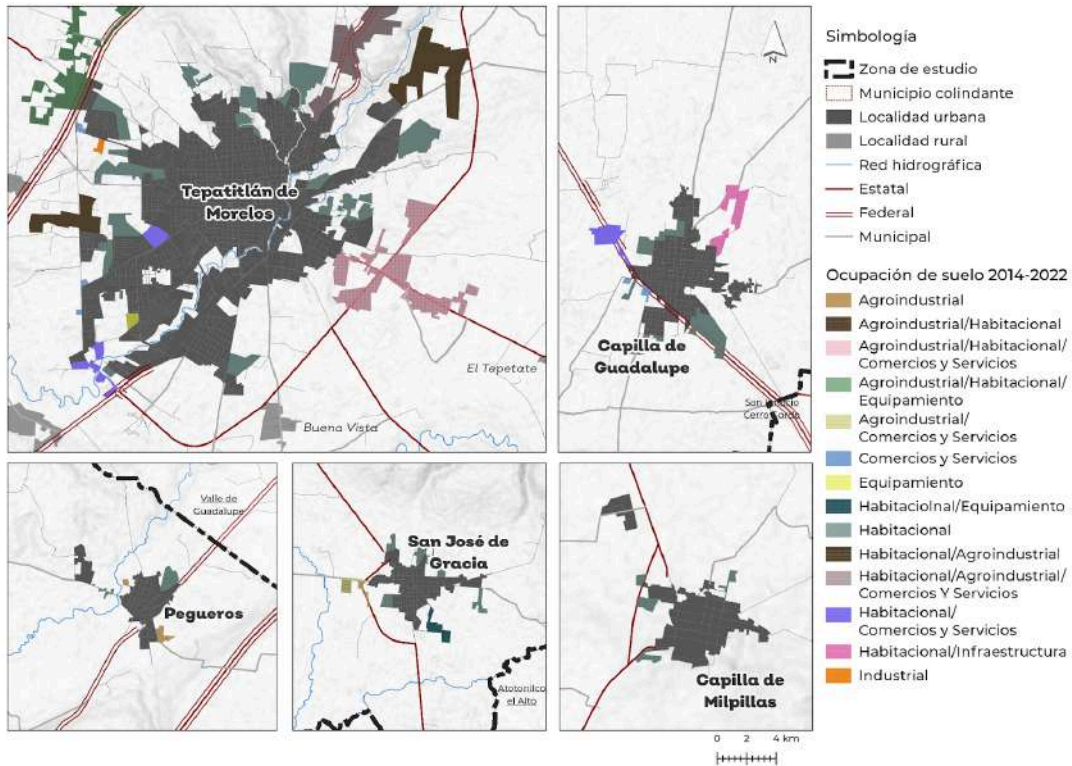 Tepatitlán de
Morelos
El Tepetate
Buena Vista
N
Capilla de
Guadalupe
San Ignacio
Cerro Gordo
Valle de
Guadalupe
Pegueros
San José de
Gracia
Atotonilco
el Alto
Capilla de
Milpillas
0 2 4 km
Simbología
Zona de estudio
Municipio colindante
Localidad urbana
Localidad rural
Red hidrográfica
Estatal
Federal
Municipal
Ocupación de suelo 2014-2022
Agroindustrial
Agroindustrial/Habitacional
Agroindustrial/Habitacional/
Comercios y Servicios
Agroindustrial/Habitacional/
Equipamiento
Agroindustrial/
Comercios y Servicios
Comercios y Servicios
Equipamiento
Habitaciolnal/Equipamiento
Habitacional
Habitacional/Agroindustrial
Habitacional/Agroindustrial/
Comercios Y Servicios
Habitacional/
Comercios y Servicios
Habitacional/Infraestructura
Industrial